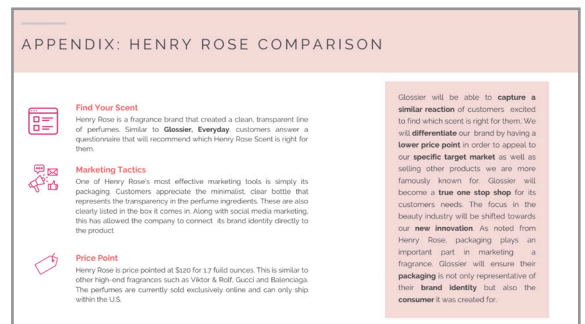 APPENDIX: HENRY ROSE COMPARISON
Find Your Scent
Henry Rose is a fragrance brand that created a clean, transparent line
of perfumes. Similar to Glossier, Everyday, customers answer a
questionnaire that will recommend which Henry Rose Scent is right for
them.
Marketing Tactics
One of Henry Rose's most effective marketing tools is simply its
packaging. Customers appreciate the minimalist, clear bottle that
represents the transparency in the perfume ingredients. These are also
clearly listed in the box it comes in. Along with social media marketing,
this has allowed the company to connect its brand identity directly to
the product
Price Point
Henry Rose is price pointed at $120 for 1.7 fuild ounces. This is similar to
other high-end fragrances such as Viktor & Rolf, Gucci and Balenciaga.
The perfumes are currently sold exclusively online and can only ship
within the U.S.
Glossier will be able to capture a
similar reaction of customers excited
to find which scent is right for them. We
will differentiate our brand by having a
lower price point in order to appeal to
our specific target market as well as
selling other products we are more
famously known for. Glossier will
become a true one stop shop for its
customers needs. The focus in the
beauty industry will be shifted towards
our new innovation. As noted from
Henry Rose, packaging plays an
important part in marketing a
fragrance. Glossier will ensure their
packaging is not only representative of
their brand identity but also the
consumer it was created for.